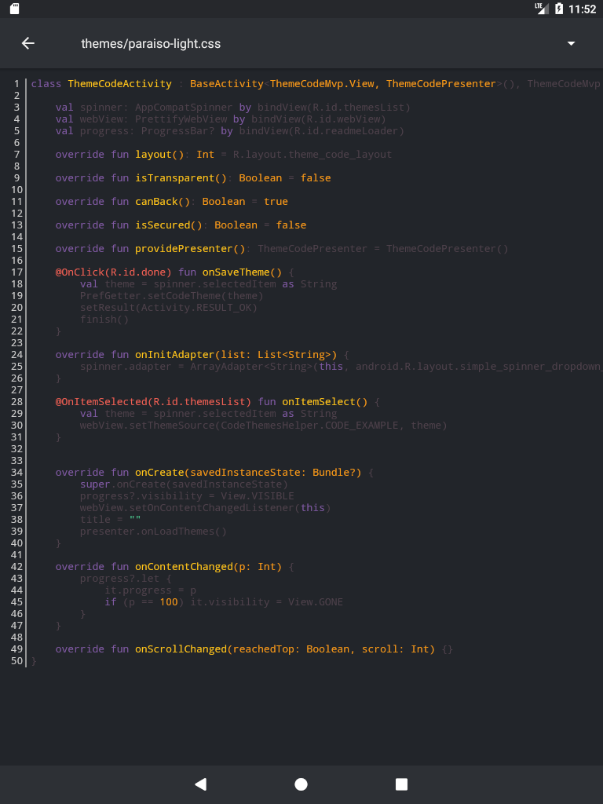 LTE 11:52
themes/paraiso-light.css
1 class ThemeCodeActivity : BaseActivity<ThemeCodeMvp.View, ThemeCodePresenter>(), ThemeCodeMvp
2
3 val spinner: AppCompatSpinner by bindView(R.id.themesList)
4 val webView: PrettifyWebView by bindView(R.id.webView)
5 val progress: ProgressBar? by bindView(R.id.readmeLoader)
6
7 override fun layout(): Int = R.layout.theme_code_layout
8
9 override fun isTransparent(): Boolean = false
10
11 override fun canBack(): Boolean = true
12
13 override fun isSecured(): Boolean = false
14
15 override fun providePresenter(): ThemeCodePresenter = ThemeCodePresenter()
16
17 @OnClick(R.id.done) fun onSaveTheme() {
18 val theme = spinner.selectedItem as String
19 PrefGetter.setCodeTheme(theme)
20 setResult(Activity.RESULT_OK)
21 finish()
22 }
23
24 override fun onInitAdapter(list: List<String>) {
25 spinner.adapter = ArrayAdapter<String>(this, android.R.layout.simple_spinner_dropdown_
26 }
27
28 @OnItemSelected(R.id.themesList) fun onItemSelect() {
29 val theme = spinner.selectedItem as String
30 webView.setThemeSource(CodeThemesHelper.CODE_EXAMPLE, theme)
31 }
32
33
34 override fun onCreate(savedInstanceState: Bundle?) {
35 super.onCreate(savedInstanceState)
36 progress?.visibility = View.VISIBLE
37 webView.setOnContentChangedListener(this)
38 title = ""
39 presenter.onLoadThemes()
40 }
41
42 override fun onContentChanged(p: Int) {
43 progress?.let {
44 it.progress = p
45 if (p == 100) it.visibility = View.GONE
46 }
47 }
48
49 override fun onScrollChanged(reachedTop: Boolean, scroll: Int) {}
50 }